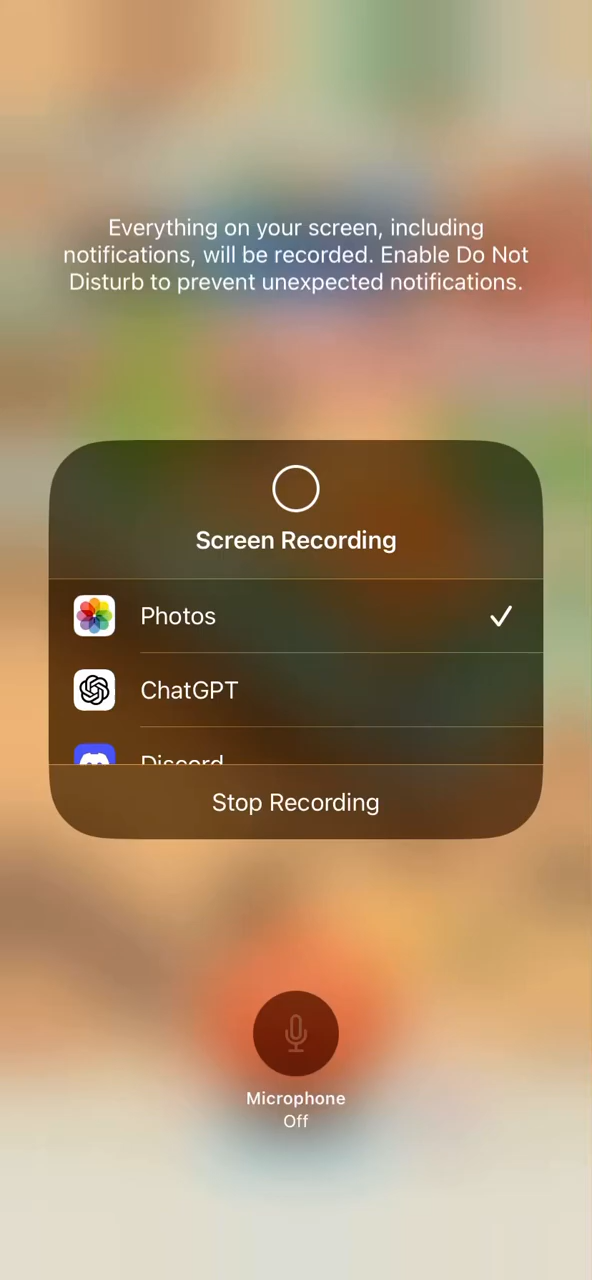 Everything on your screen, including
notifications, will be recorded. Enable Do Not
Disturb to prevent unexpected notifications.
Screen Recording
Photos
ChatGPT
Discord
Stop Recording
Microphone
Off